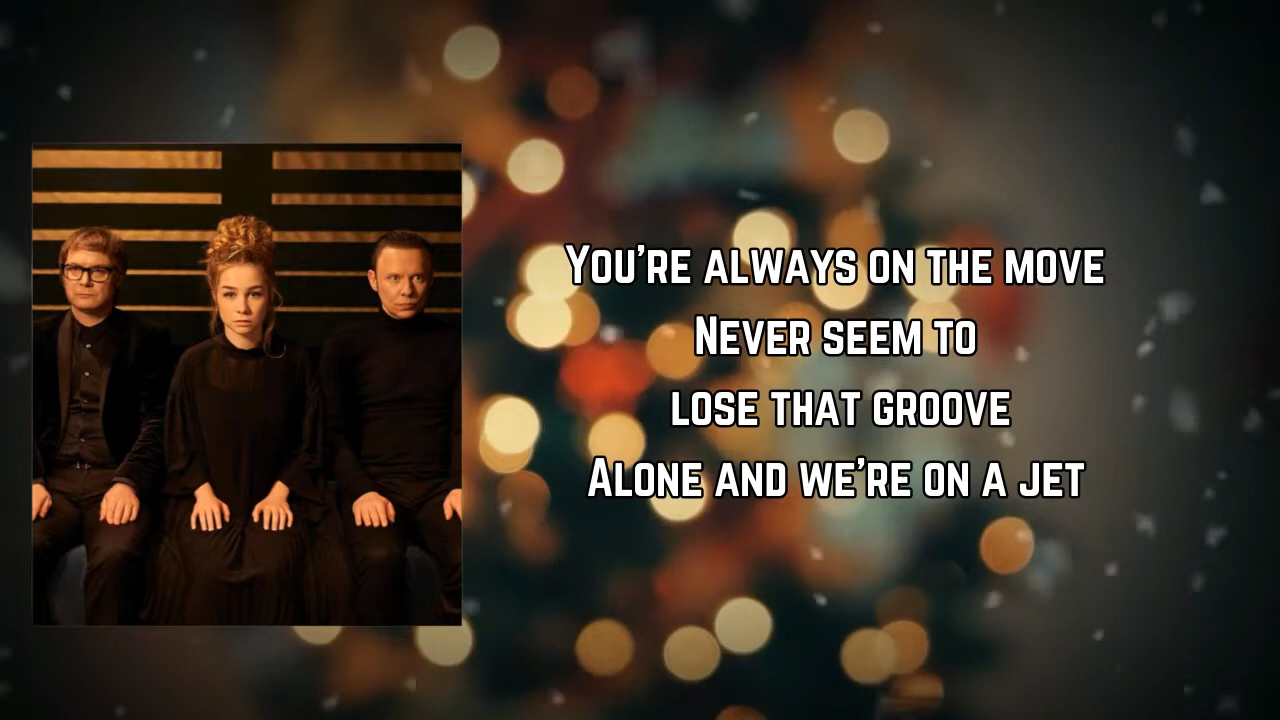 You're always on the move
Never seem to
lose that groove
Alone and we're on a jet